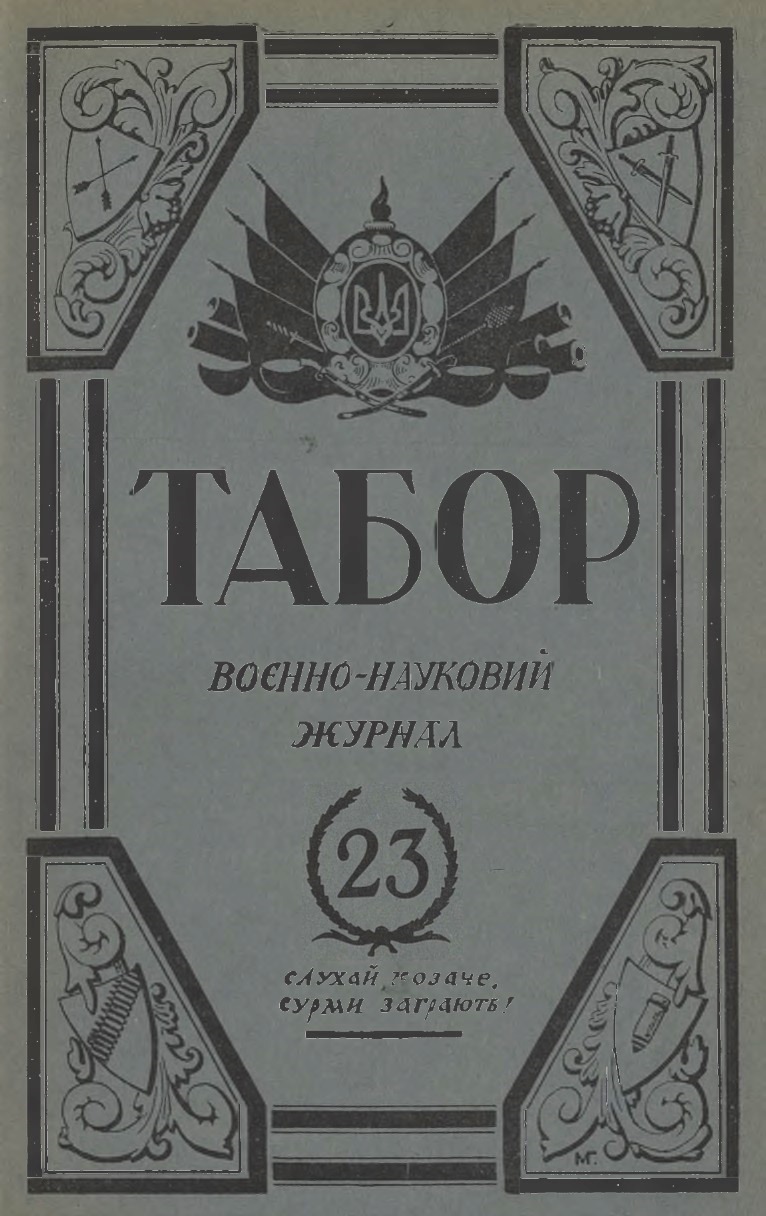 ТАБОР
ВОЄННО-НАУКОВИЙ
ЖУРНАЛ
23
СЛУХАЙ, КОЗАЧЕ,
СУРМИ ЗАГРАЮТЬ!
МГ.